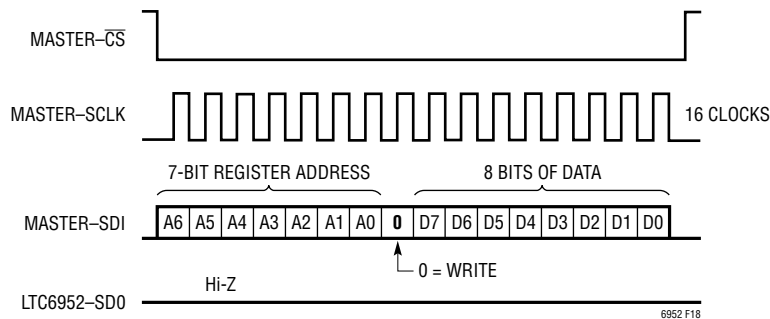 MASTER–C̅S̅
MASTER–SCLK
16 CLOCKS
7-BIT REGISTER ADDRESS
8 BITS OF DATA
MASTER–SDI
A6 A5 A4 A3 A2 A1 A0 0 D7 D6 D5 D4 D3 D2 D1 D0
0 = WRITE
Hi-Z
LTC6952–SD0
6952 F18